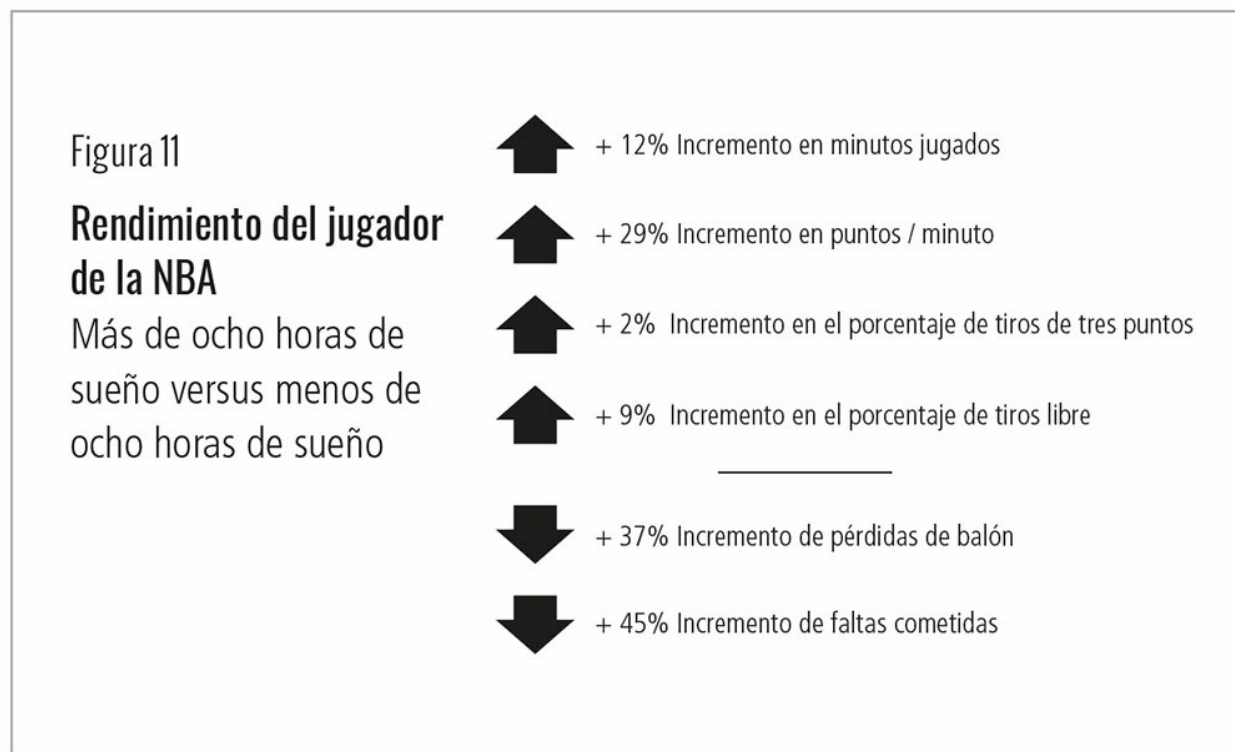 Figura 11
Rendimiento del jugador
de la NBA
Más de ocho horas de
sueño versus menos de
ocho horas de sueño
+ 12% Incremento en minutos jugados
+ 29% Incremento en puntos / minuto
+ 2% Incremento en el porcentaje de tiros de tres puntos
+ 9% Incremento en el porcentaje de tiros libre
+ 37% Incremento de pérdidas de balón
+ 45% Incremento de faltas cometidas